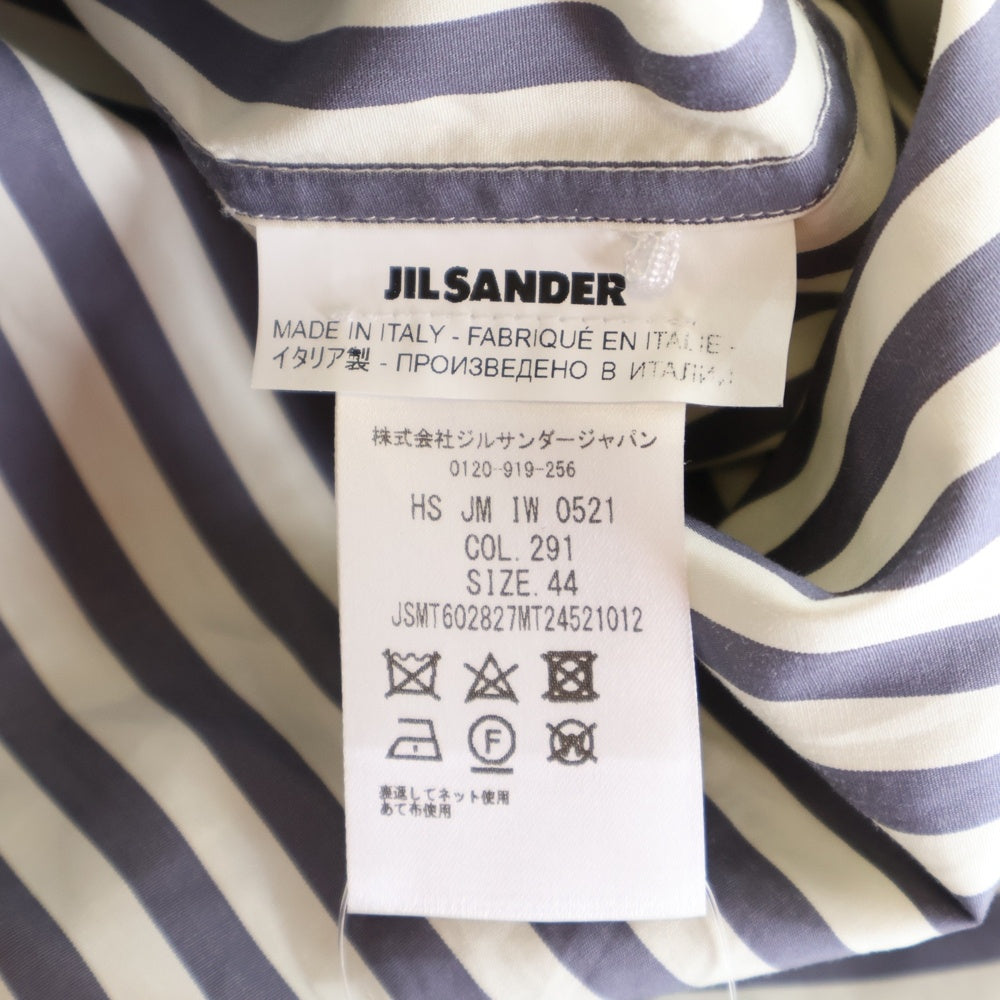 JIL SANDER
MADE IN ITALY - FABRIQUÉ EN ITALIE -
イタリア製 - ПРОИЗВЕДЕНО В ИТАЛИИ
株式会社ジルサンダージャパン
0120-919-256
HS JM IW 0521
COL. 291
SIZE. 44
JSMT602827MT24521012
F
W
裏返してネット使用
あて布使用